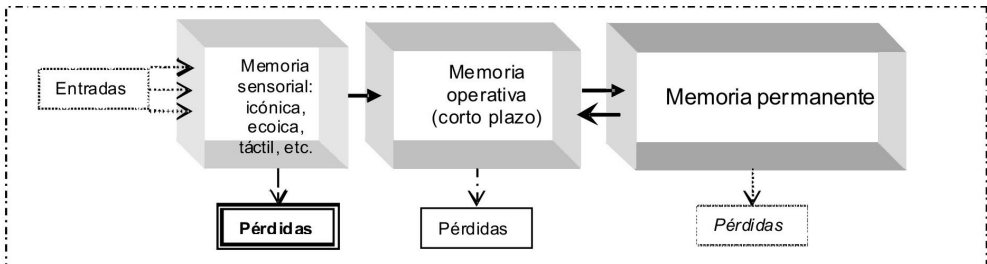 Entradas
Memoria
sensorial:
icónica,
ecoica,
táctil, etc.
Memoria
operativa
(corto plazo)
Memoria permanente
Pérdidas
Pérdidas
Pérdidas